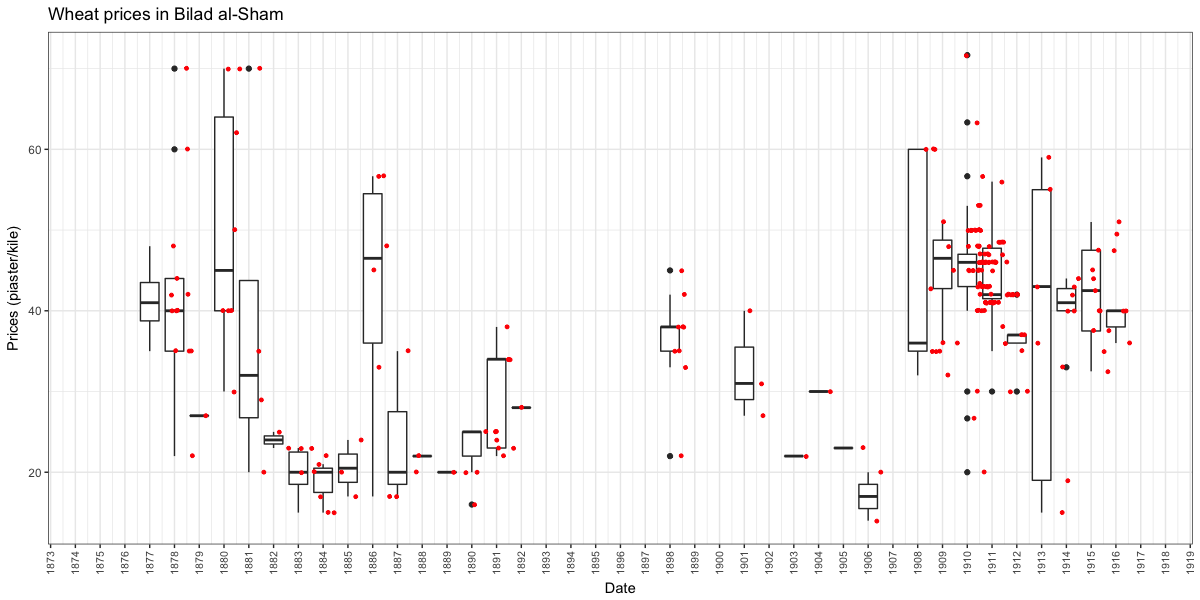 Wheat prices in Bilad al-Sham
Prices (piaster/kile)
60
40
20
1873 1874 1875 1876 1877 1878 1879 1880 1881 1882 1883 1884 1885 1886 1887 1888 1889 1890 1891 1892 1893 1894 1895 1896 1897 1898 1899 1900 1901 1902 1903 1904 1905 1906 1907 1908 1909 1910 1911 1912 1913 1914 1915 1916 1917 1918 1919
Date